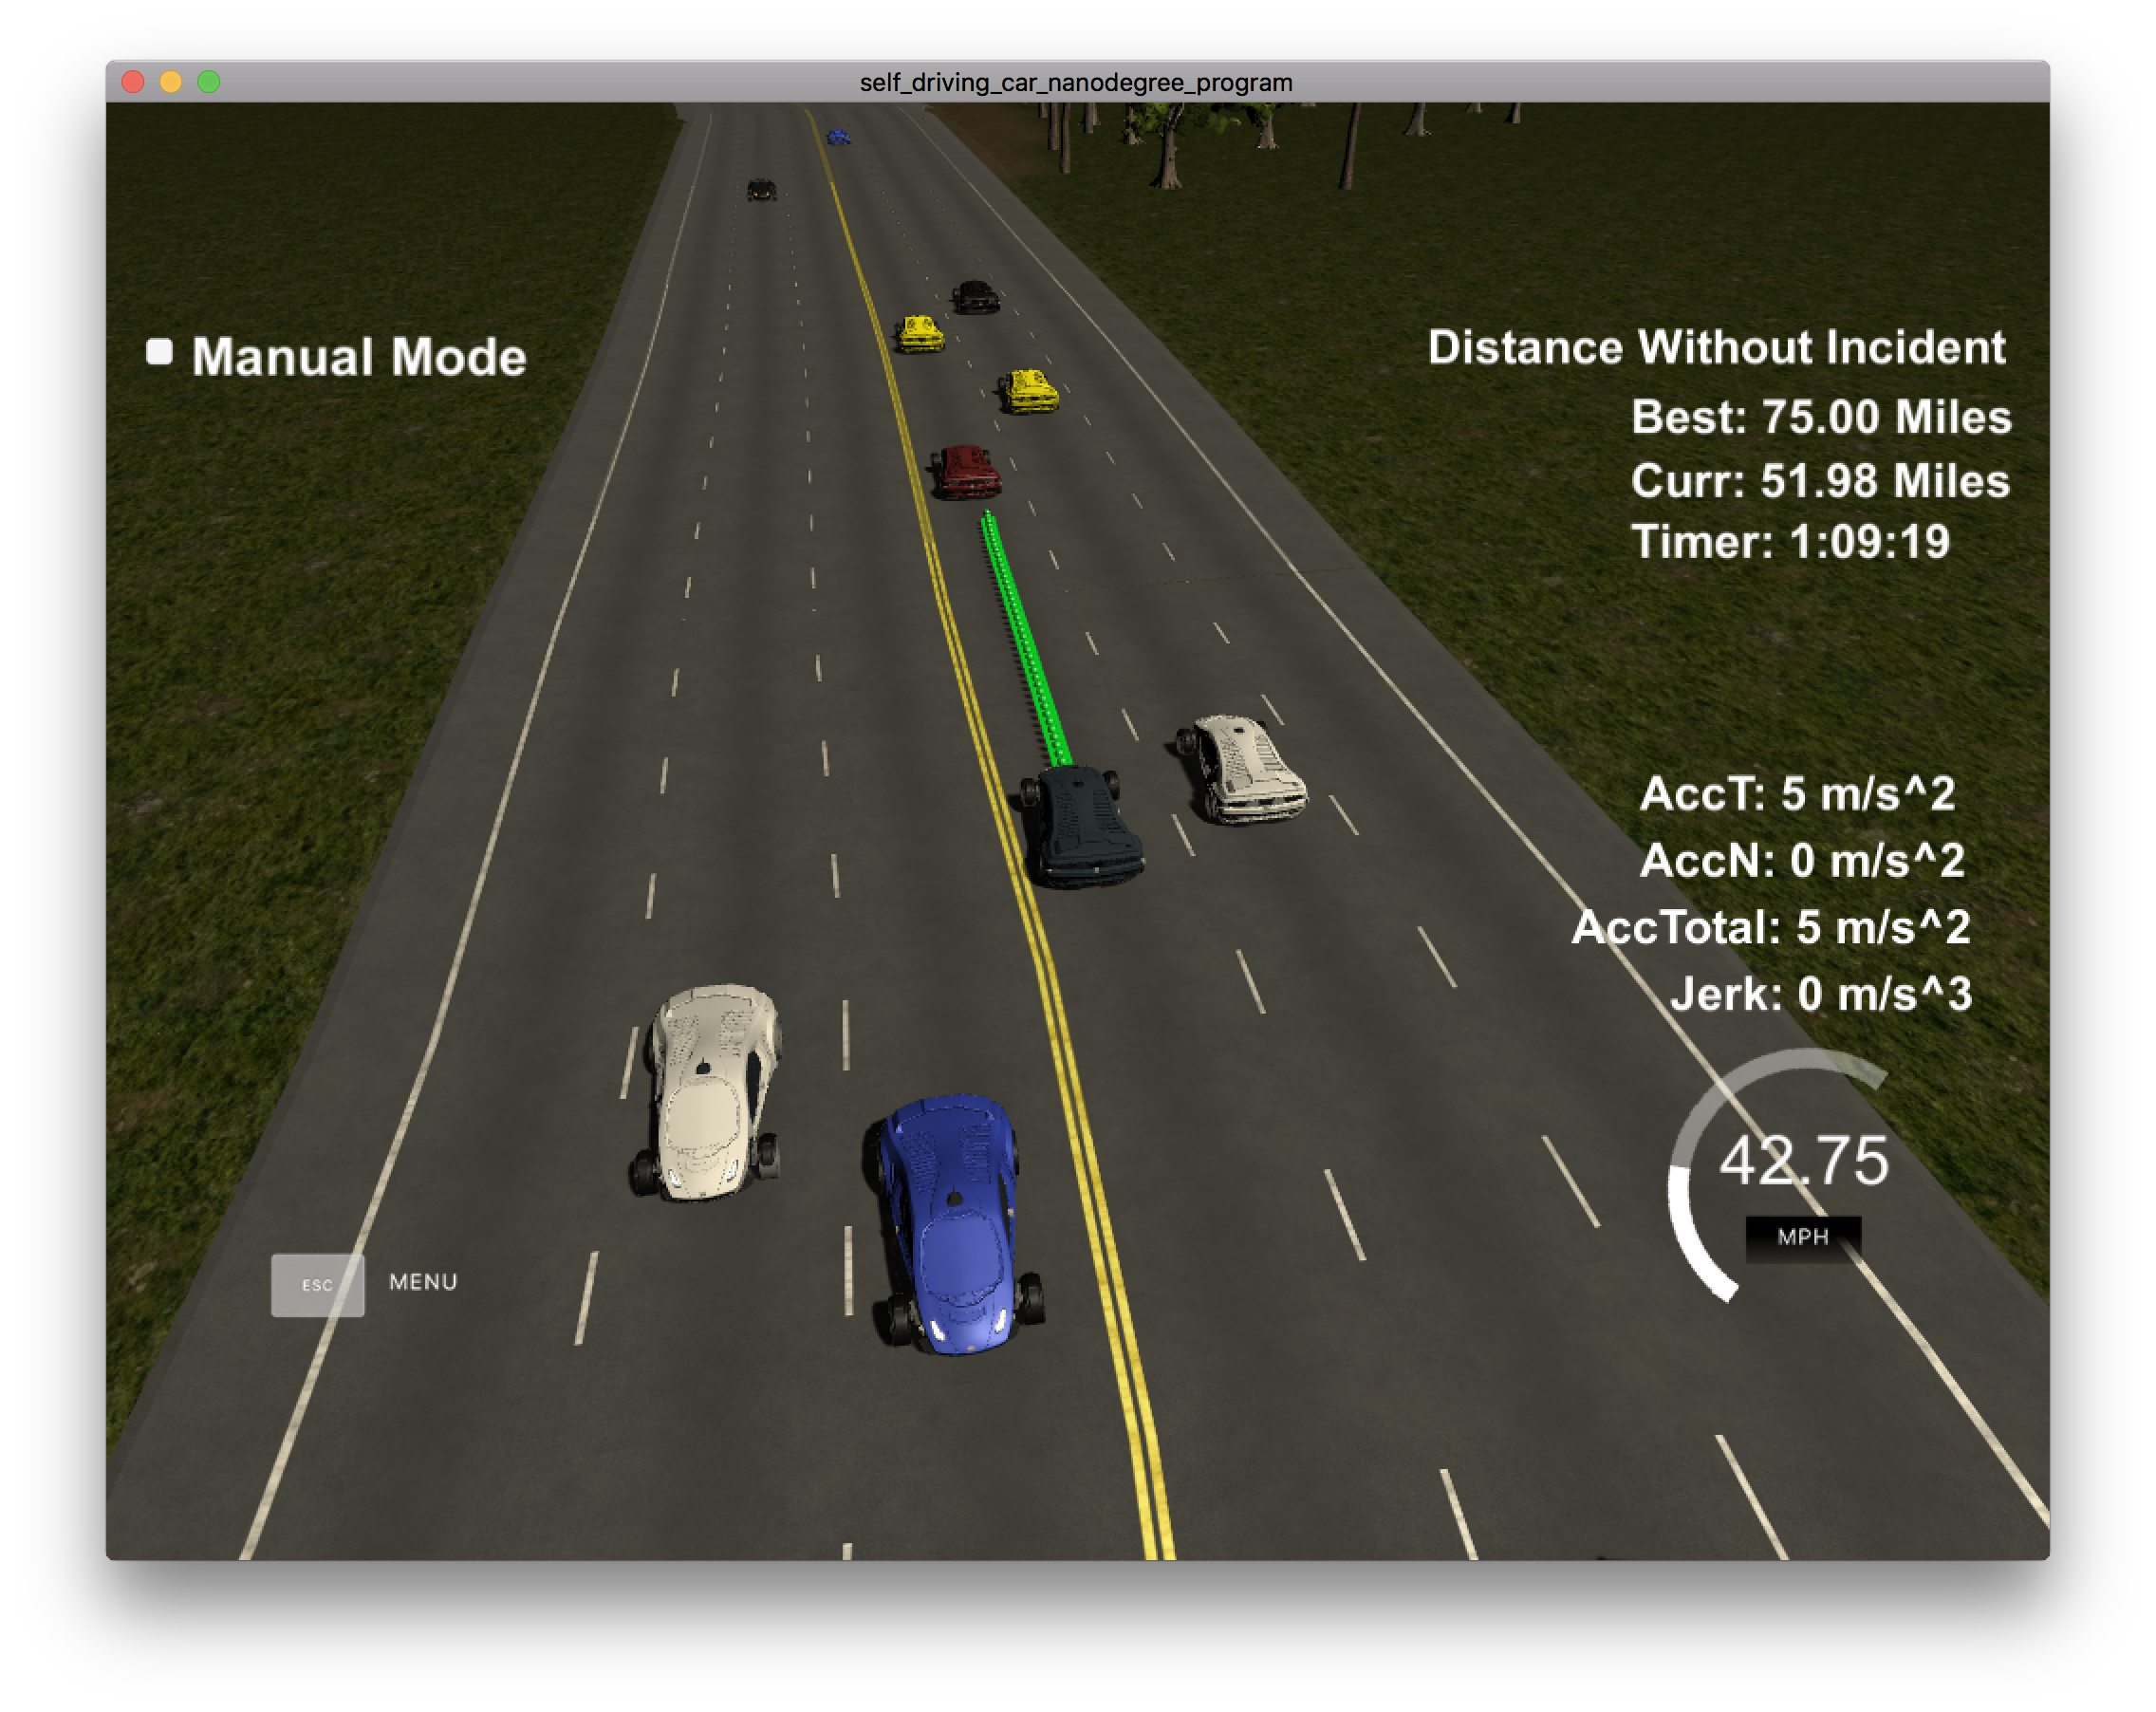 self_driving_car_nanodegree_program
Manual Mode
Distance Without Incident
Best: 75.00 Miles
Curr: 51.98 Miles
Timer: 1:09:19
AccT: 5 m/s^2
AccN: 0 m/s^2
AccTotal: 5 m/s^2
Jerk: 0 m/s^3
42.75
MPH
ESC MENU